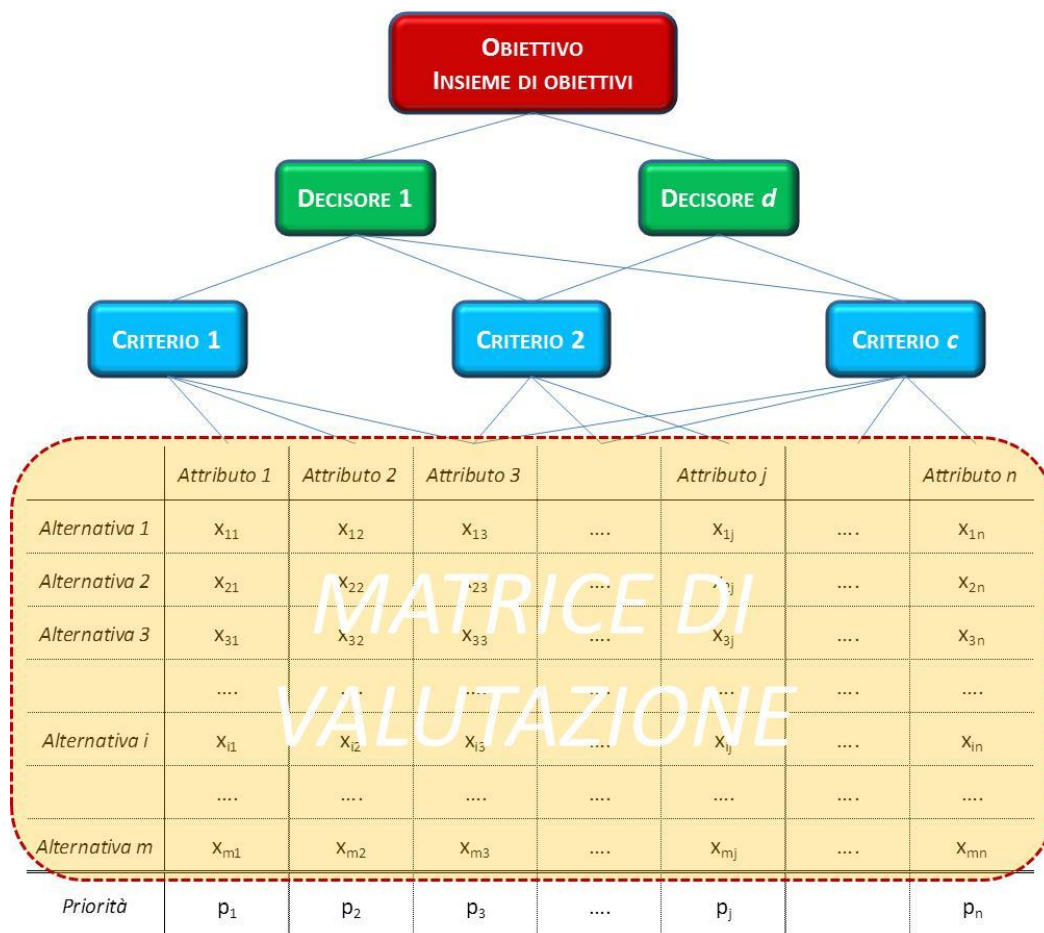 OBIETTIVO
INSIEME DI OBIETTIVI
DECISORE 1 DECISORE d
CRITERIO 1 CRITERIO 2 CRITERIO c
Attributo 1 Attributo 2 Attributo 3 Attributo j Attributo n
Alternativa 1 x11 x12 x13 .... x1j .... x1n
Alternativa 2 x21 x22 x23 .... x2j .... x2n
Alternativa 3 x31 x32 x33 .... x3j .... x3n
.... .... .... .... .... .... ....
Alternativa i xi1 xi2 xi3 .... xij .... xin
.... .... .... .... .... .... ....
Alternativa m xm1 xm2 xm3 .... xmj .... xmn
MATRICE DI
VALUTAZIONE
Priorità p1 p2 p3 .... pj pn